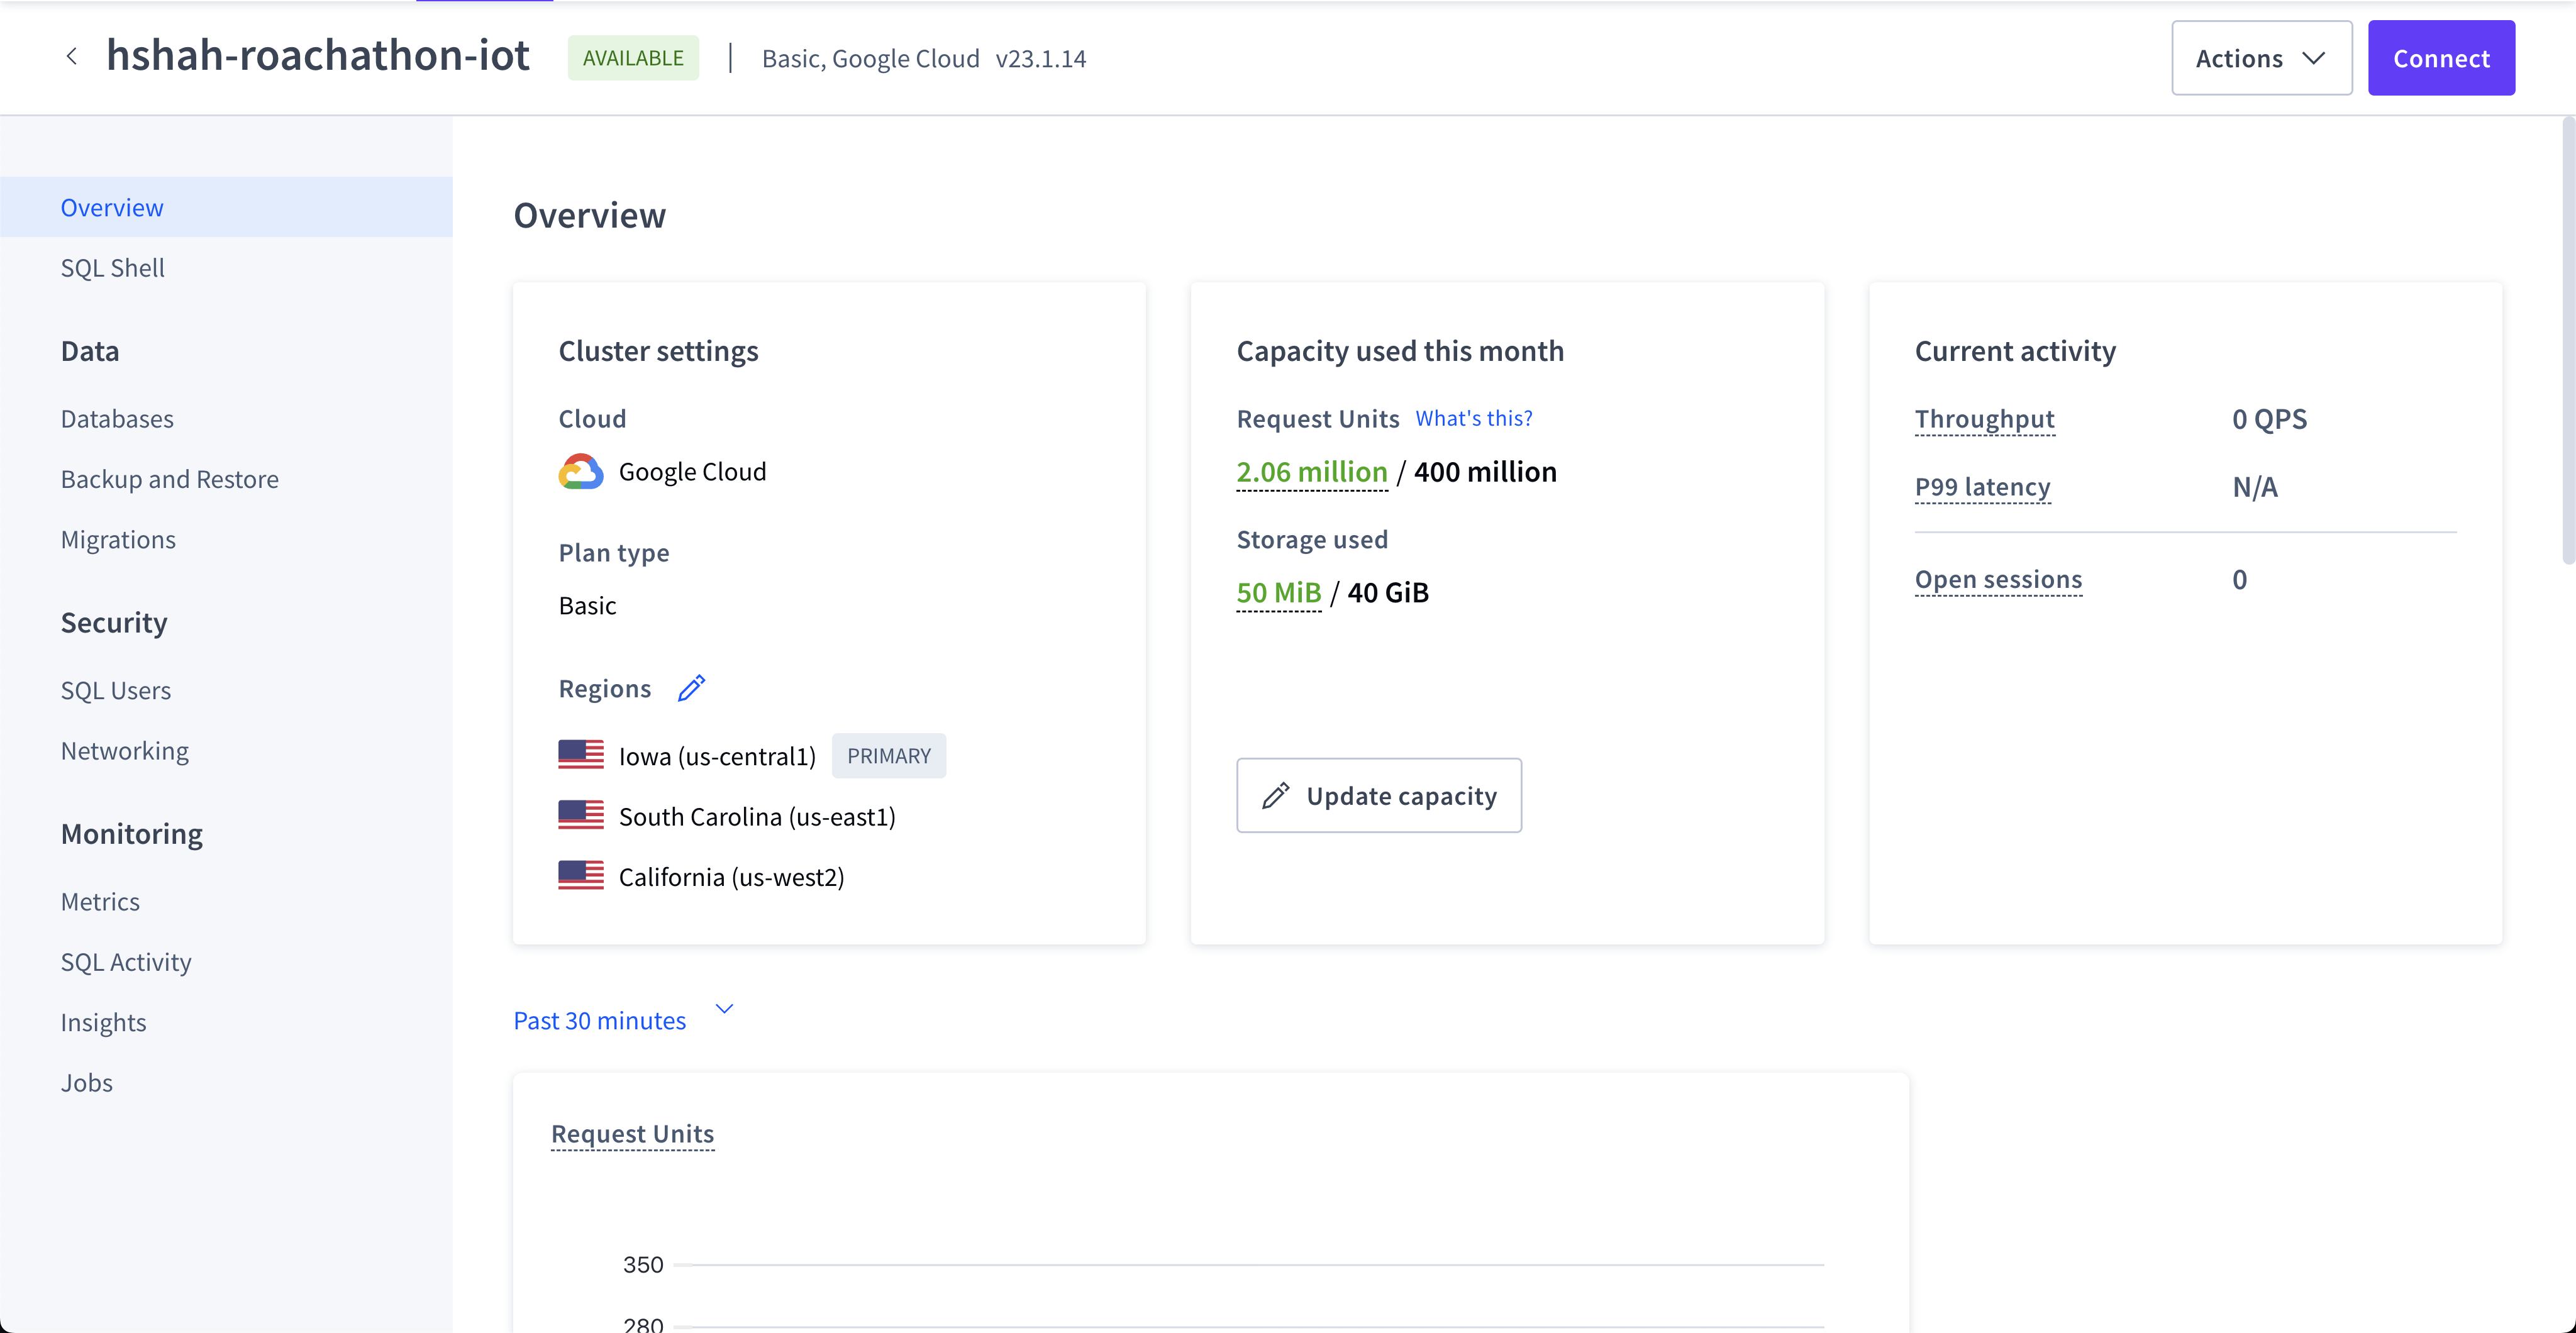 hshah-roachathon-iot AVAILABLE | Basic, Google Cloud v23.1.14 Actions Connect
Overview
SQL Shell
Data
Databases
Backup and Restore
Migrations
Security
SQL Users
Networking
Monitoring
Metrics
SQL Activity
Insights
Jobs
Overview
Cluster settings
Cloud
Google Cloud
Plan type
Basic
Regions
Iowa (us-central1) PRIMARY
South Carolina (us-east1)
California (us-west2)
Capacity used this month
Request Units What's this?
2.06 million / 400 million
Storage used
50 MiB / 40 GiB
Update capacity
Current activity
Throughput 0 QPS
P99 latency N/A
Open sessions 0
Past 30 minutes
Request Units
350
280